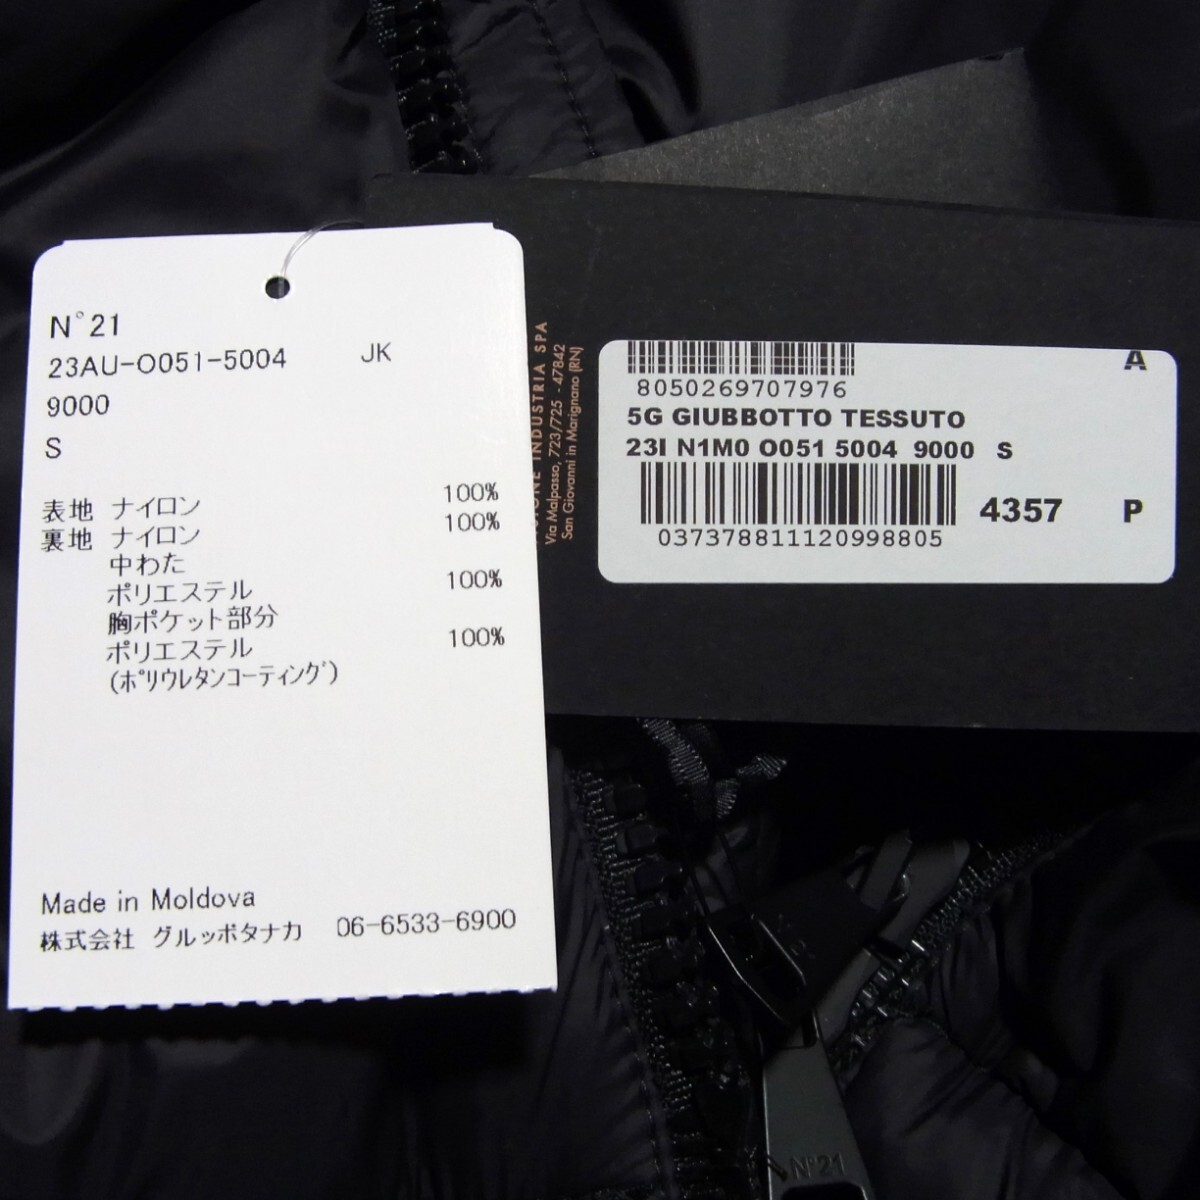 N°21
23AU-O051-5004 JK
9000
S
表地 ナイロン 100%
裏地 ナイロン 100%
中わた
ポリエステル 100%
胸ポケット部分
ポリエステル 100%
(ポリウレタンコーティング)
Made in Moldova
株式会社 グルッポタナカ 06-6533-6900
INDUSTRIA SPA
Via Malpasso, 723/725 - 47842
San Giovanni in Marignano (RN)
A
8050269707976
5G GIUBBOTTO TESSUTO
23I N1M0 O051 5004 9000 S
4357 P
037378811120998805
N°21